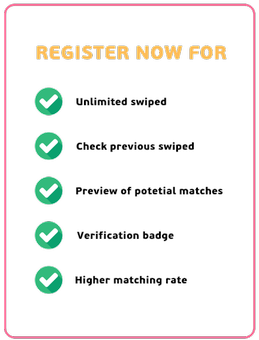 REGISTER NOW FOR
Unlimited swiped
Check previous swiped
Preview of potetial matches
Verification badge
Higher matching rate